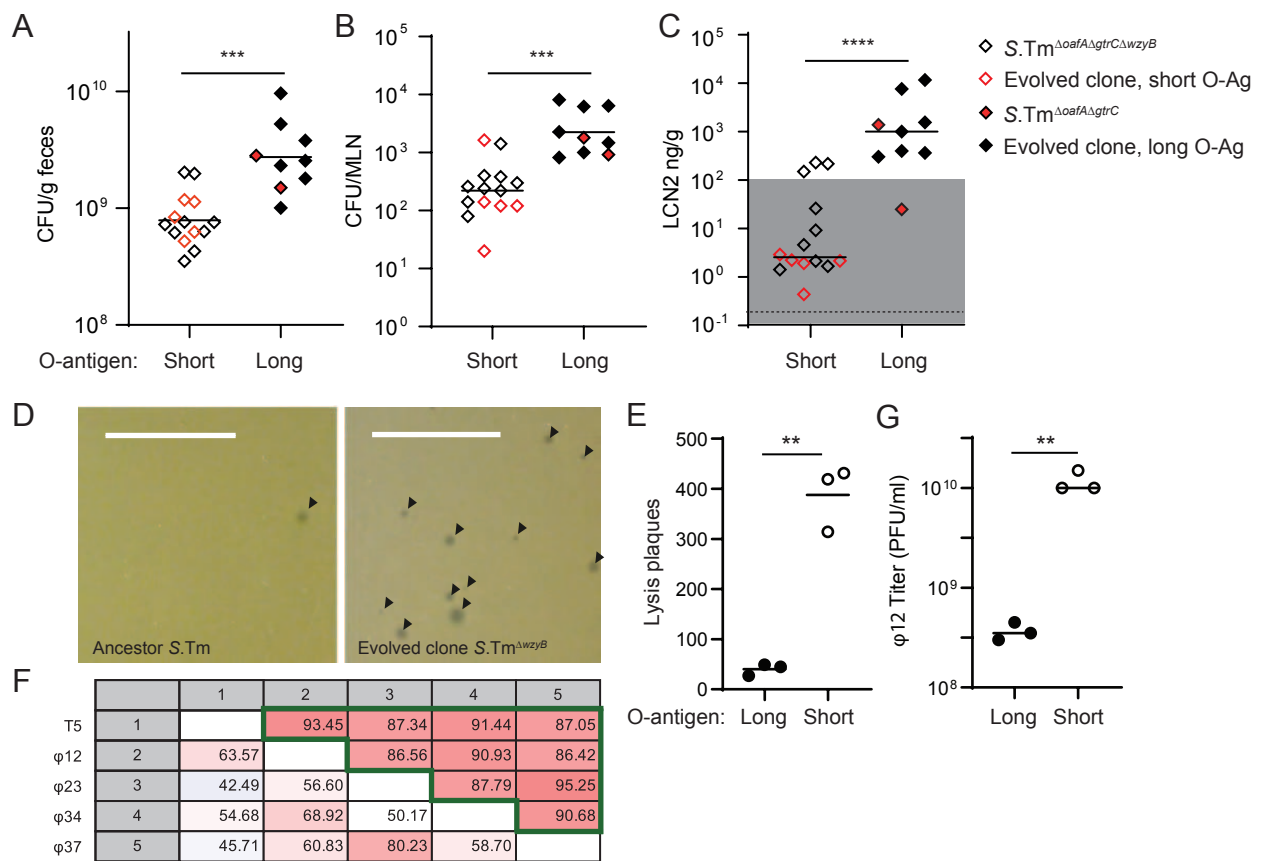 A
CFU/g feces
10^10
10^9
10^8
***
O-antigen: Short Long
B
CFU/MLN
10^5
10^4
10^3
10^2
10^1
10^0
***
Short Long
C
LCN2 ng/g
10^5
10^4
10^3
10^2
10^1
10^0
10^-1
****
Short Long
S.Tm^ΔoafAΔgtrCΔwzyB
Evolved clone, short O-Ag
S.Tm^ΔoafAΔgtrC
Evolved clone, long O-Ag
D
Ancestor S.Tm
Evolved clone S.Tm^ΔwzyB
E
Lysis plaques
500
400
300
200
100
0
**
O-antigen: Long Short
G
φ12 Titer (PFU/ml)
10^10
10^9
10^8
**
Long Short
F
1 2 3 4 5
T5 1 93.45 87.34 91.44 87.05
φ12 2 63.57 86.56 90.93 86.42
φ23 3 42.49 56.60 87.79 95.25
φ34 4 54.68 68.92 50.17 90.68
φ37 5 45.71 60.83 80.23 58.70